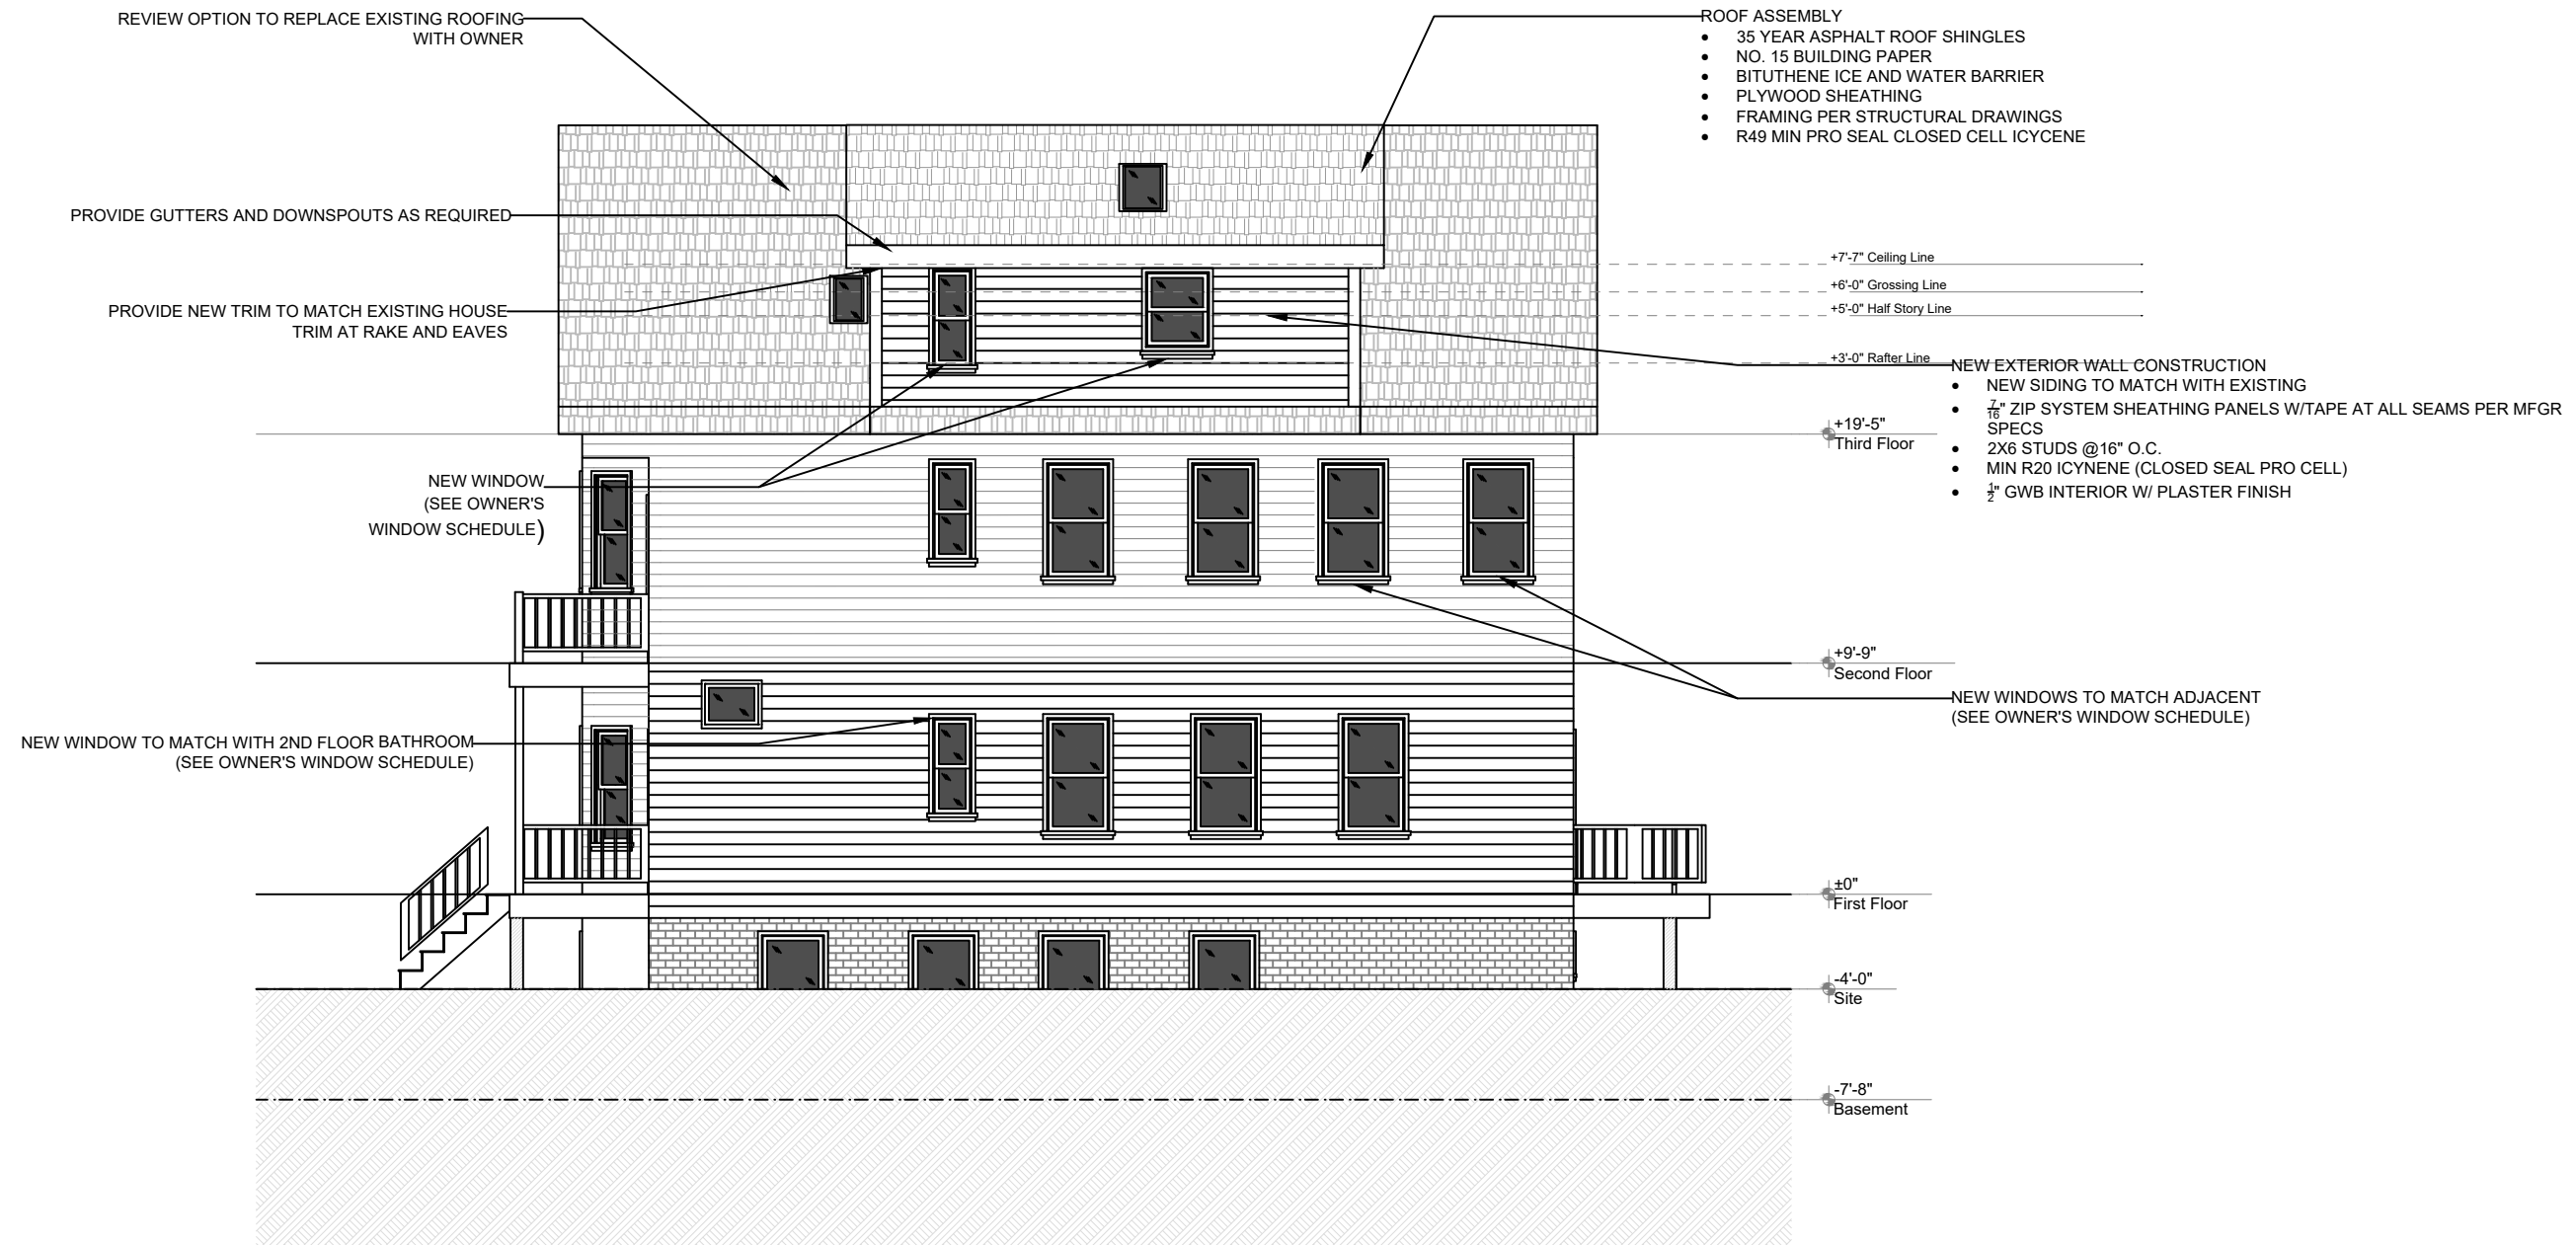 REVIEW OPTION TO REPLACE EXISTING ROOFING
WITH OWNER
ROOF ASSEMBLY
• 35 YEAR ASPHALT ROOF SHINGLES
• NO. 15 BUILDING PAPER
• BITUTHENE ICE AND WATER BARRIER
• PLYWOOD SHEATHING
• FRAMING PER STRUCTURAL DRAWINGS
• R49 MIN PRO SEAL CLOSED CELL ICYCENE
PROVIDE GUTTERS AND DOWNSPOUTS AS REQUIRED
+7'-7" Ceiling Line
+6'-0" Grossing Line
+5'-0" Half Story Line
PROVIDE NEW TRIM TO MATCH EXISTING HOUSE
TRIM AT RAKE AND EAVES
+3'-0" Rafter Line
NEW EXTERIOR WALL CONSTRUCTION
• NEW SIDING TO MATCH WITH EXISTING
• 7/16" ZIP SYSTEM SHEATHING PANELS W/TAPE AT ALL SEAMS PER MFGR
SPECS
• 2X6 STUDS @16" O.C.
• MIN R20 ICYNENE (CLOSED SEAL PRO CELL)
• 1/2" GWB INTERIOR W/ PLASTER FINISH
+19'-5"
Third Floor
NEW WINDOW
(SEE OWNER'S
WINDOW SCHEDULE)
+9'-9"
Second Floor
NEW WINDOWS TO MATCH ADJACENT
(SEE OWNER'S WINDOW SCHEDULE)
NEW WINDOW TO MATCH WITH 2ND FLOOR BATHROOM
(SEE OWNER'S WINDOW SCHEDULE)
±0"
First Floor
-4'-0"
Site
-7'-8"
Basement